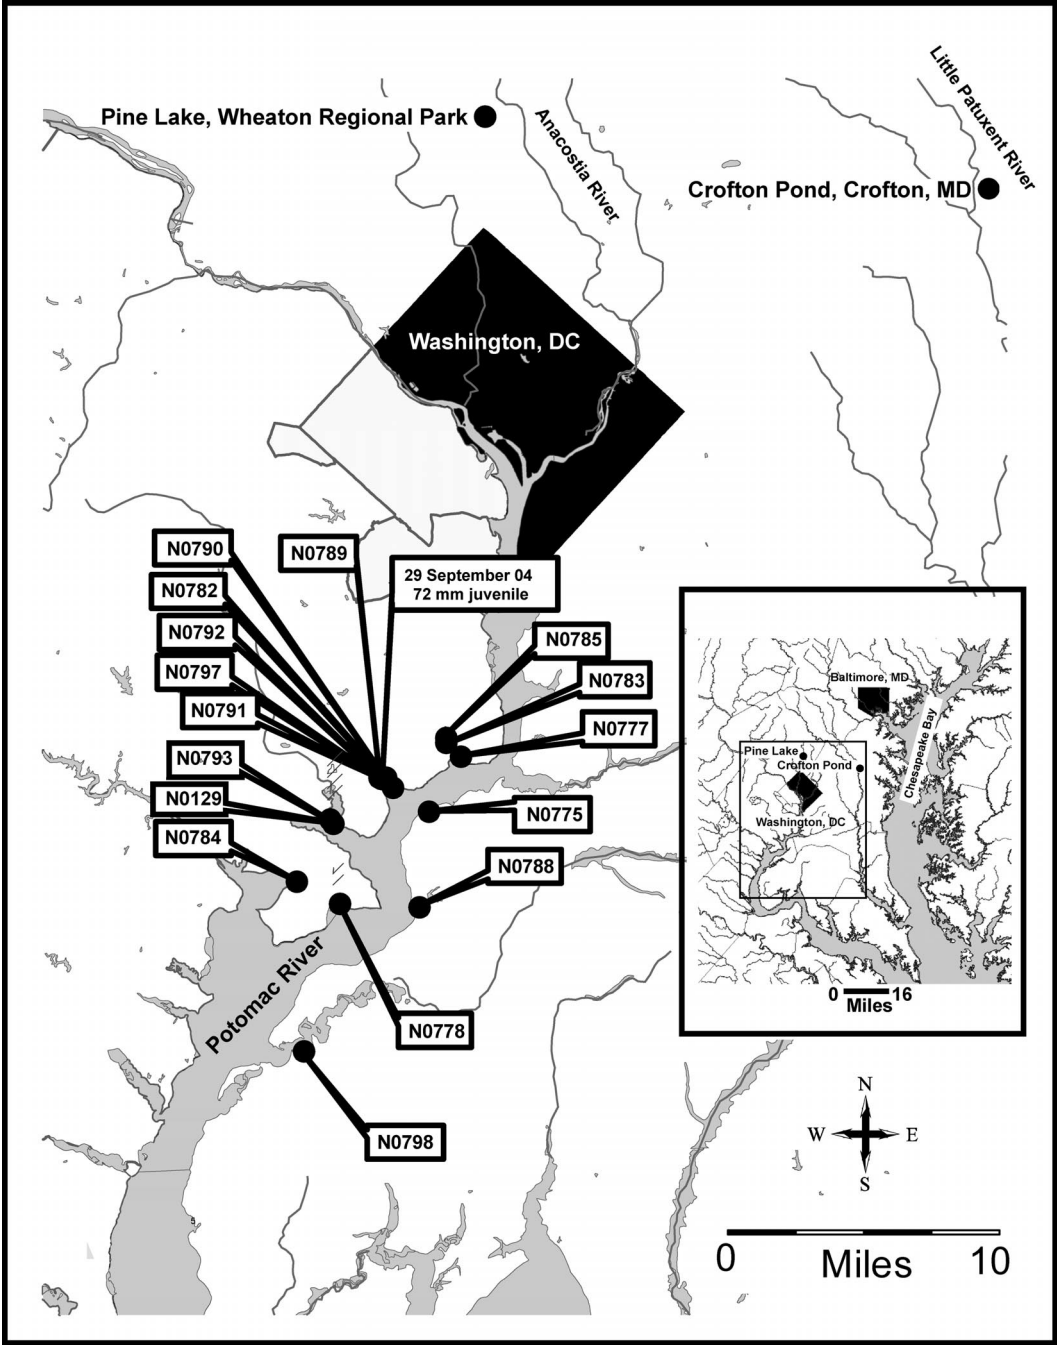 Little Patuxent River
Pine Lake, Wheaton Regional Park
Anacostia River
Crofton Pond, Crofton, MD
Washington, DC
N0790
N0789
29 September 04
72 mm juvenile
N0782
N0792
N0785
N0797
N0783
N0791
N0777
N0793
N0129
N0775
N0784
N0788
Potomac River
N0778
N0798
Baltimore, MD
Chesapeake Bay
Pine Lake
Crofton Pond
Washington, DC
0 16
Miles
N
W E
S
0 Miles 10
5